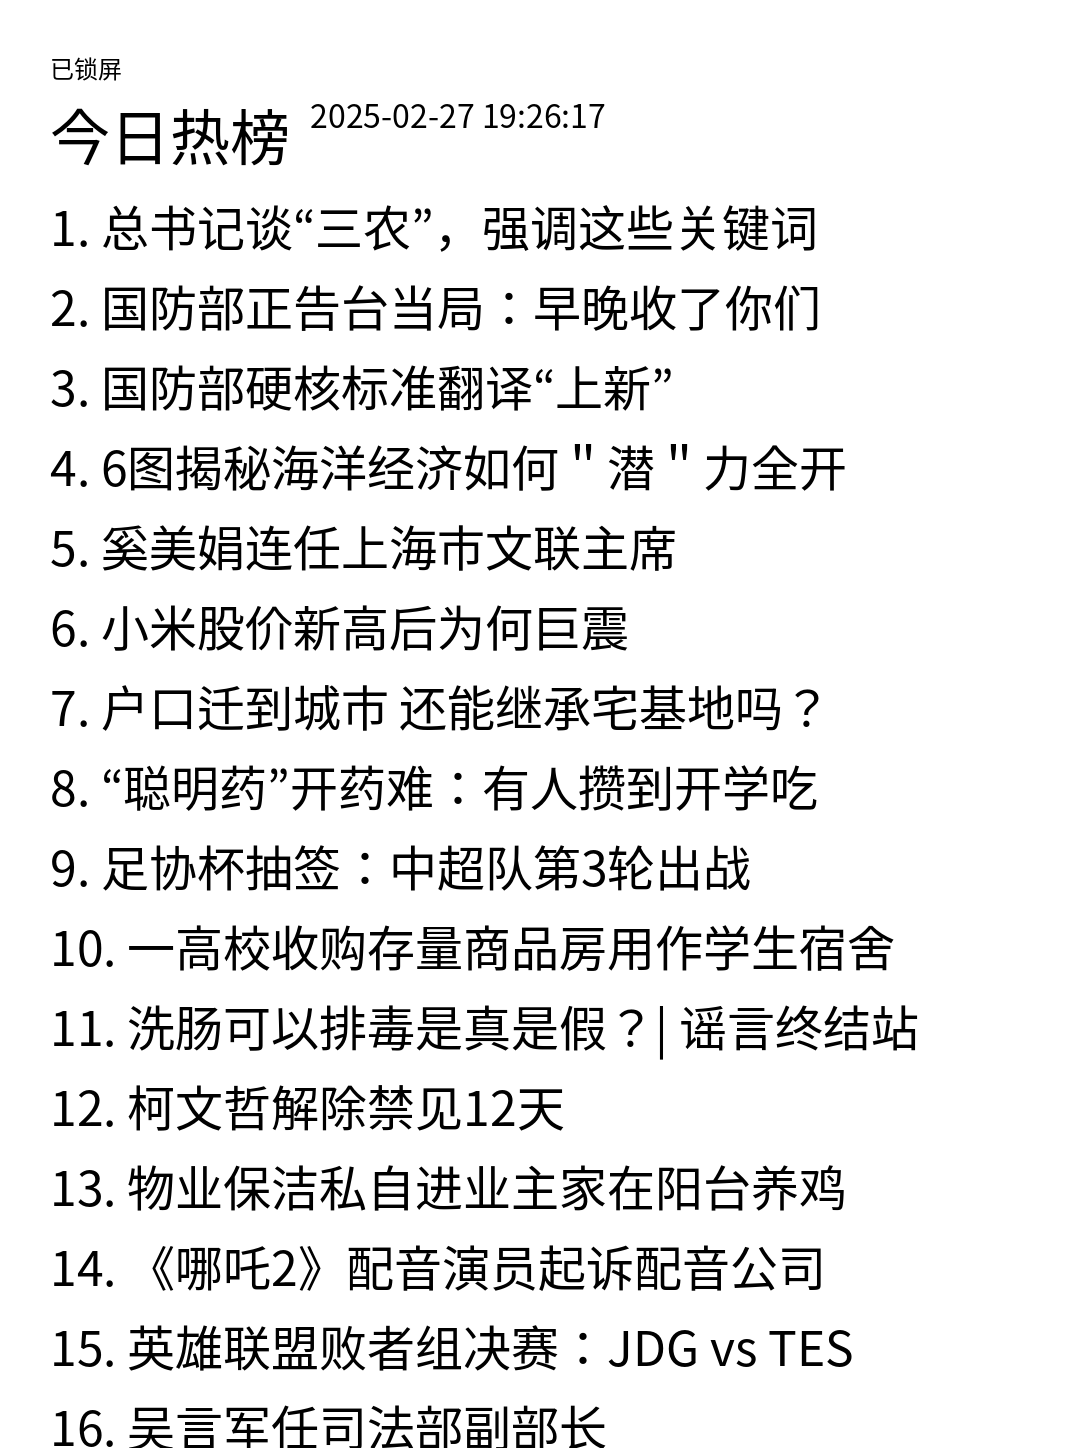 已锁屏
今日热榜 2025-02-27 19:26:17
1. 总书记谈“三农”，强调这些关键词
2. 国防部正告台当局：早晚收了你们
3. 国防部硬核标准翻译“上新”
4. 6图揭秘海洋经济如何＂潜＂力全开
5. 奚美娟连任上海市文联主席
6. 小米股价新高后为何巨震
7. 户口迁到城市 还能继承宅基地吗？
8. “聪明药”开药难：有人攒到开学吃
9. 足协杯抽签：中超队第3轮出战
10. 一高校收购存量商品房用作学生宿舍
11. 洗肠可以排毒是真是假？| 谣言终结站
12. 柯文哲解除禁见12天
13. 物业保洁私自进业主家在阳台养鸡
14. 《哪吒2》配音演员起诉配音公司
15. 英雄联盟败者组决赛：JDG vs TES
16. 吴言军任司法部副部长